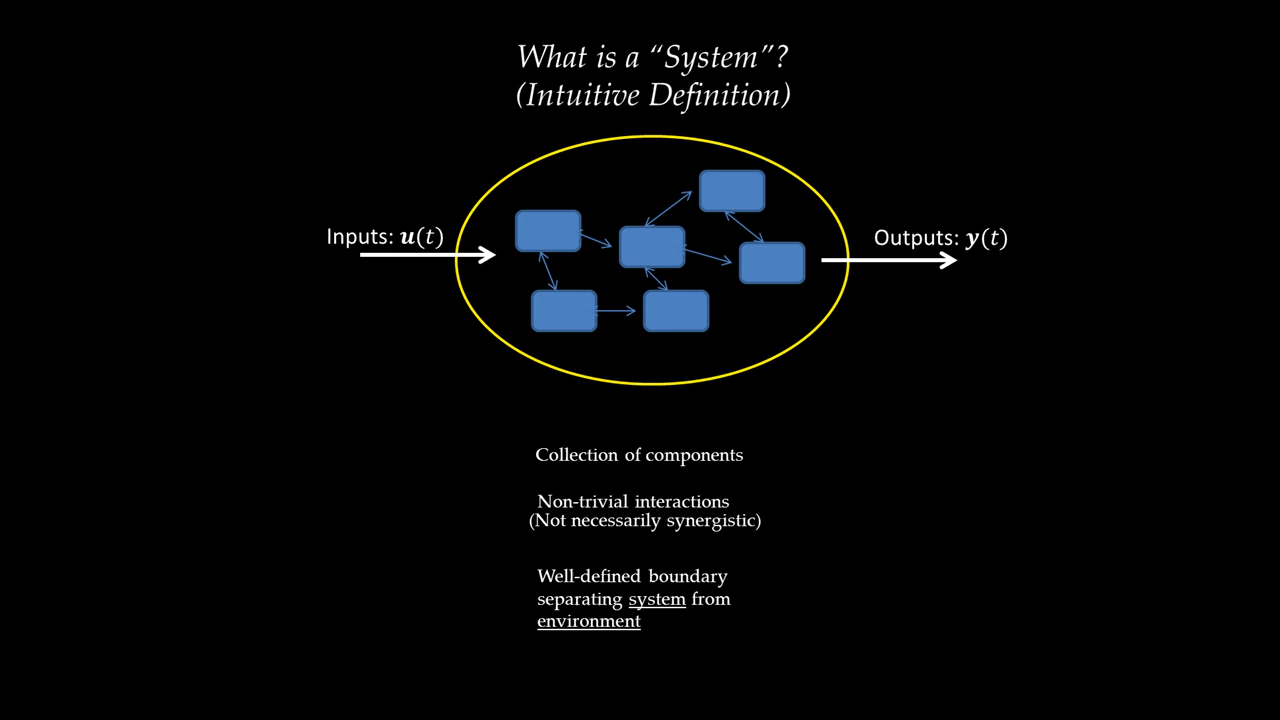 What is a “System”?
(Intuitive Definition)
Inputs: u(t)
Outputs: y(t)
Collection of components
Non-trivial interactions
(Not necessarily synergistic)
Well-defined boundary
separating system from
environment